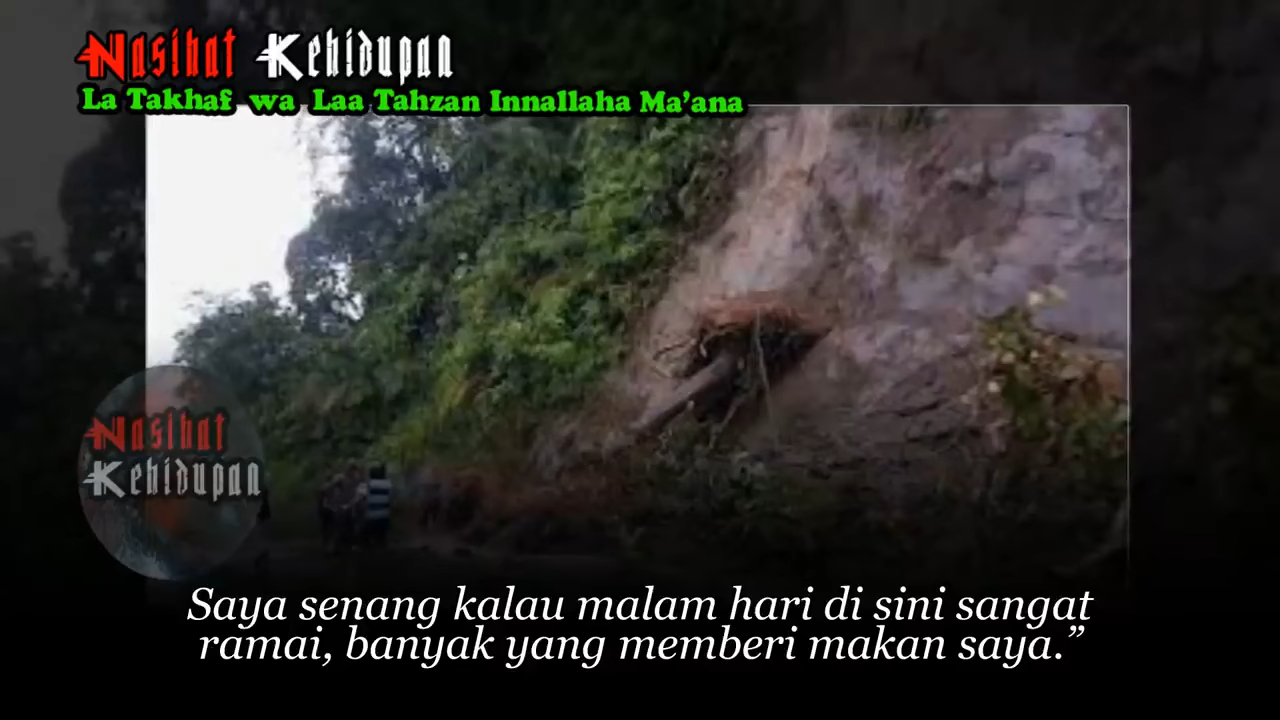 Nasihat Kehidupan
La Takhaf wa Laa Tahzan Innallaha Ma'ana
Nasihat
Kehidupan
Saya senang kalau malam hari di sini sangat
ramai, banyak yang memberi makan saya.”